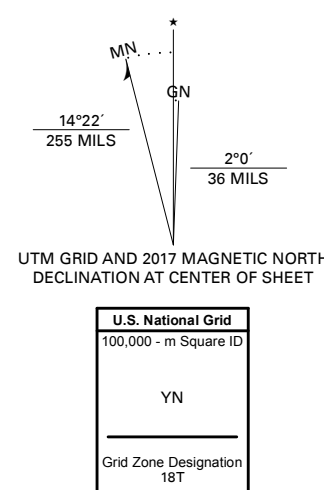 ★
MN
GN
14°22´
255 MILS
2°0´
36 MILS
UTM GRID AND 2017 MAGNETIC NORTH
DECLINATION AT CENTER OF SHEET
U.S. National Grid
100,000 - m Square ID
YN
Grid Zone Designation
18T